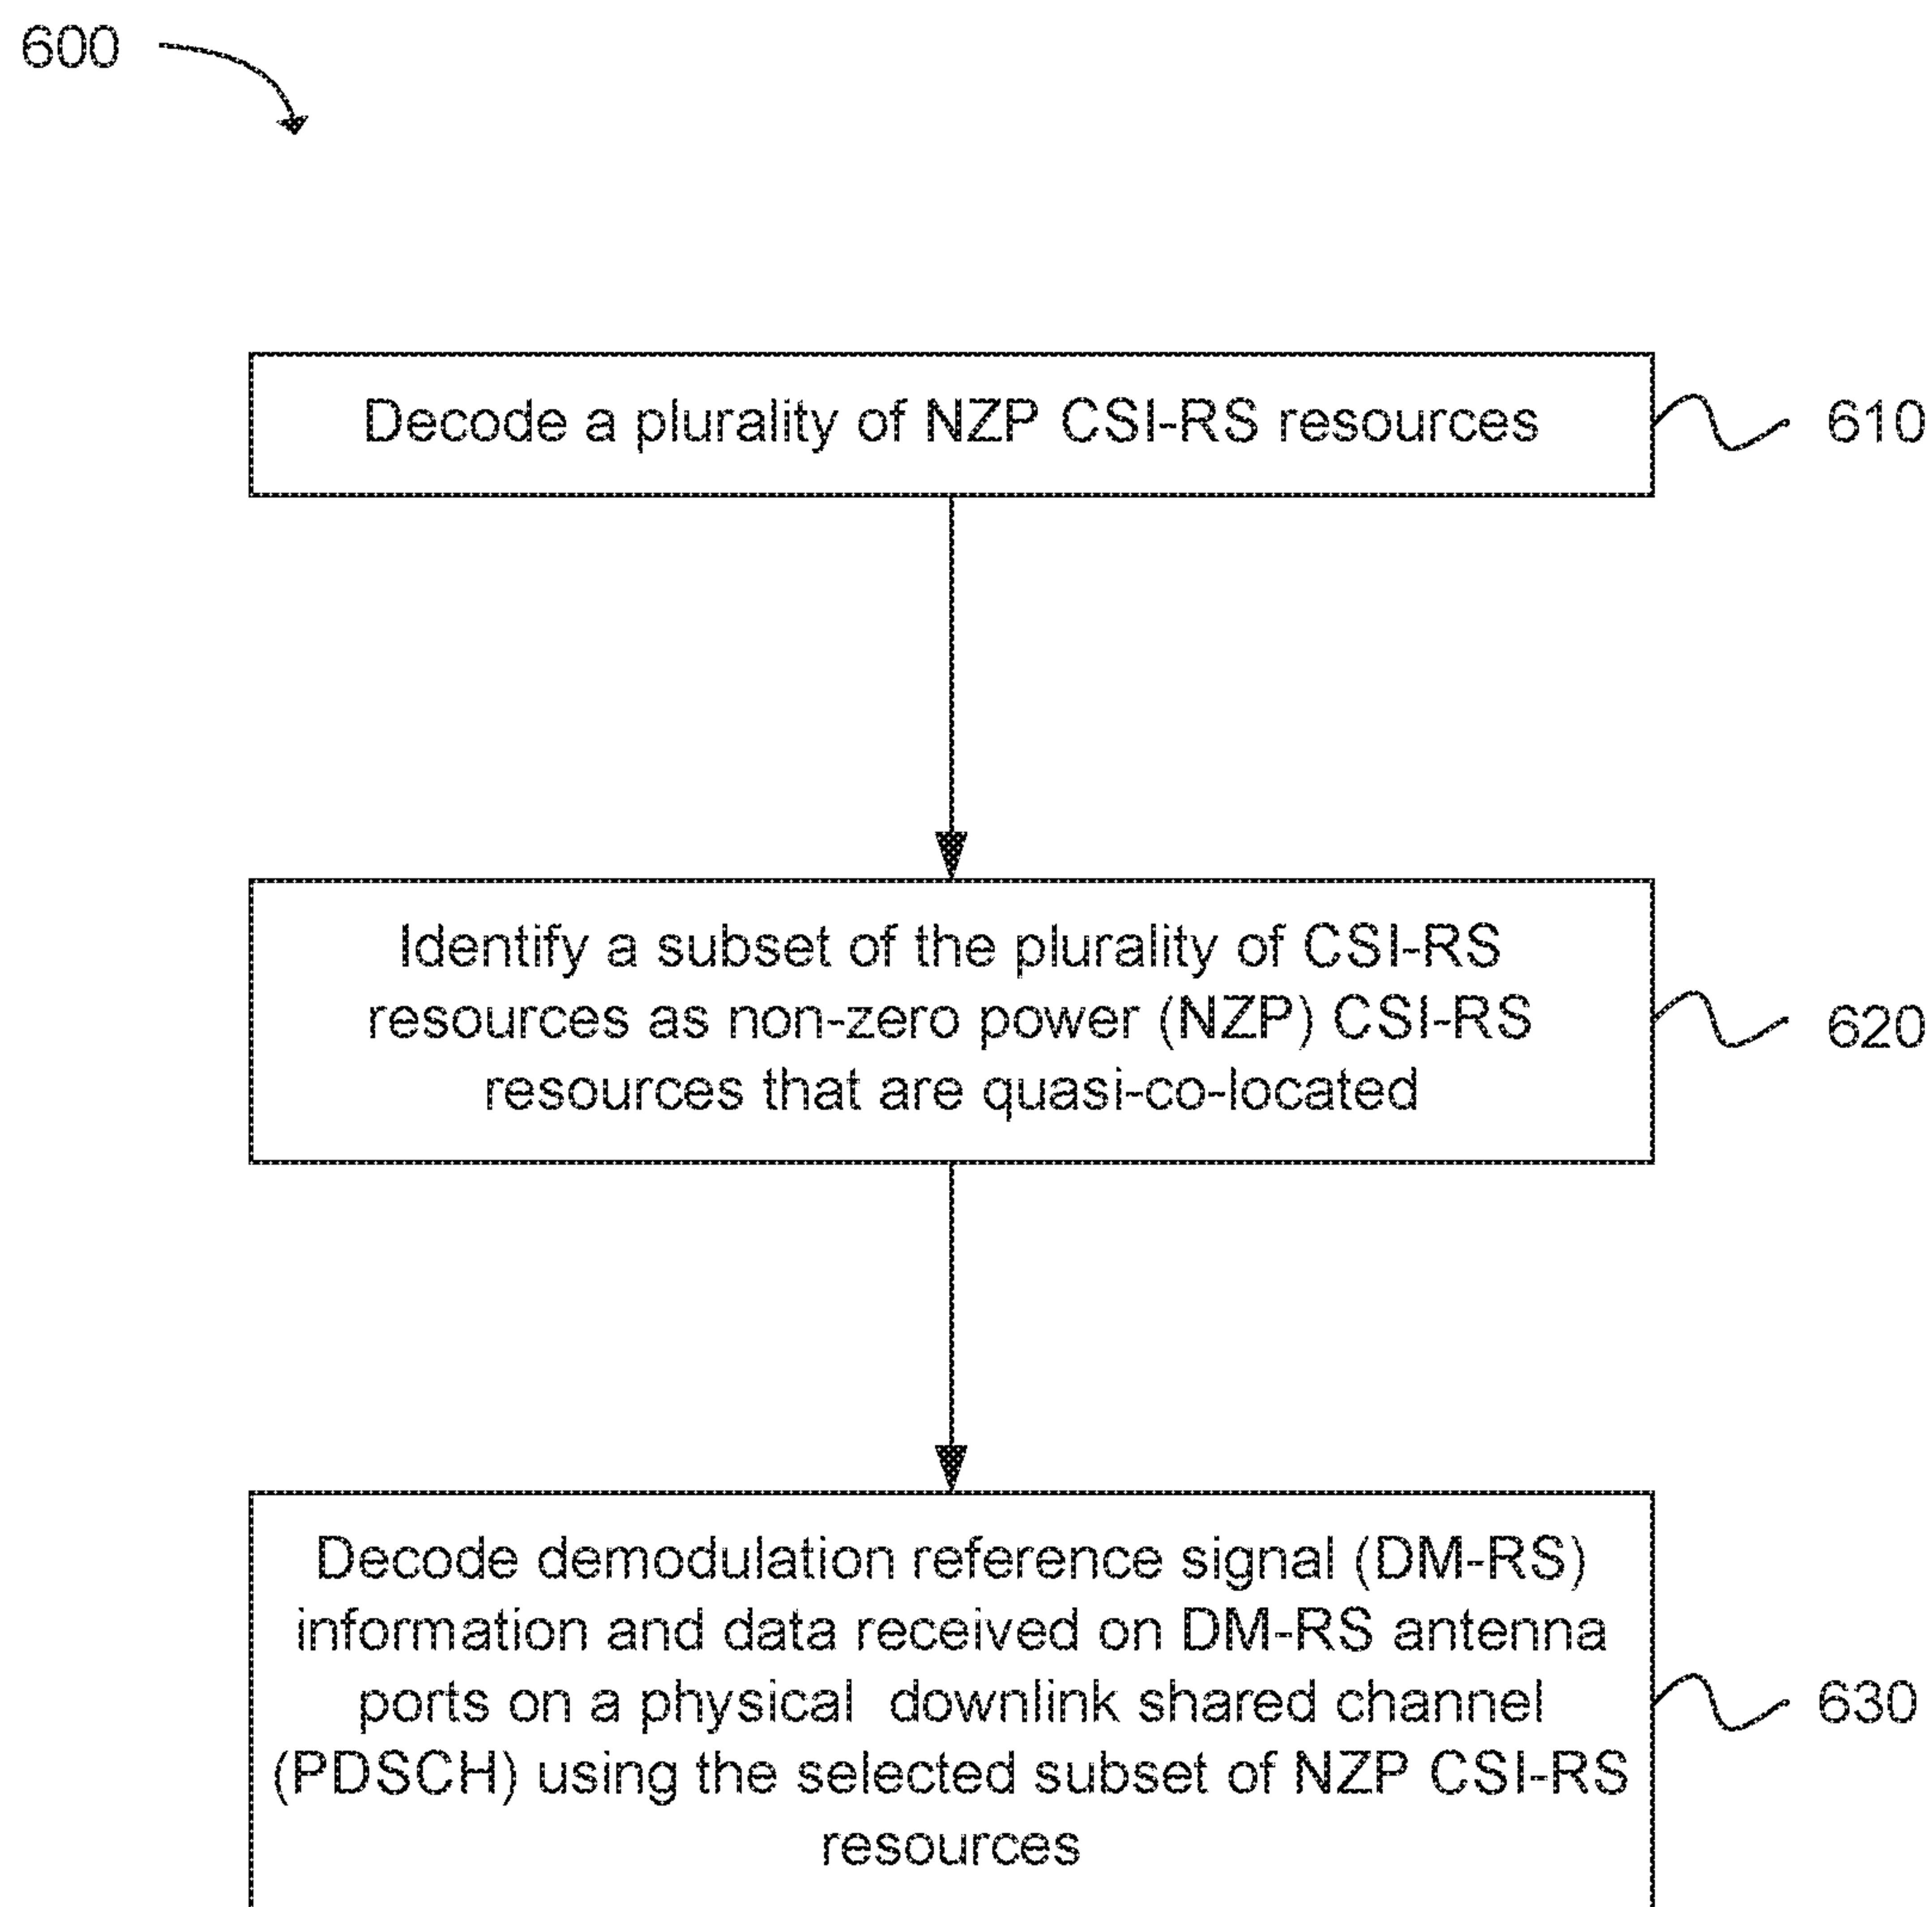 600
Decode a plurality of NZP CSI-RS resources
610
Identify a subset of the plurality of CSI-RS
resources as non-zero power (NZP) CSI-RS
resources that are quasi-co-located
620
Decode demodulation reference signal (DM-RS)
information and data received on DM-RS antenna
ports on a physical downlink shared channel
(PDSCH) using the selected subset of NZP CSI-RS
resources
630